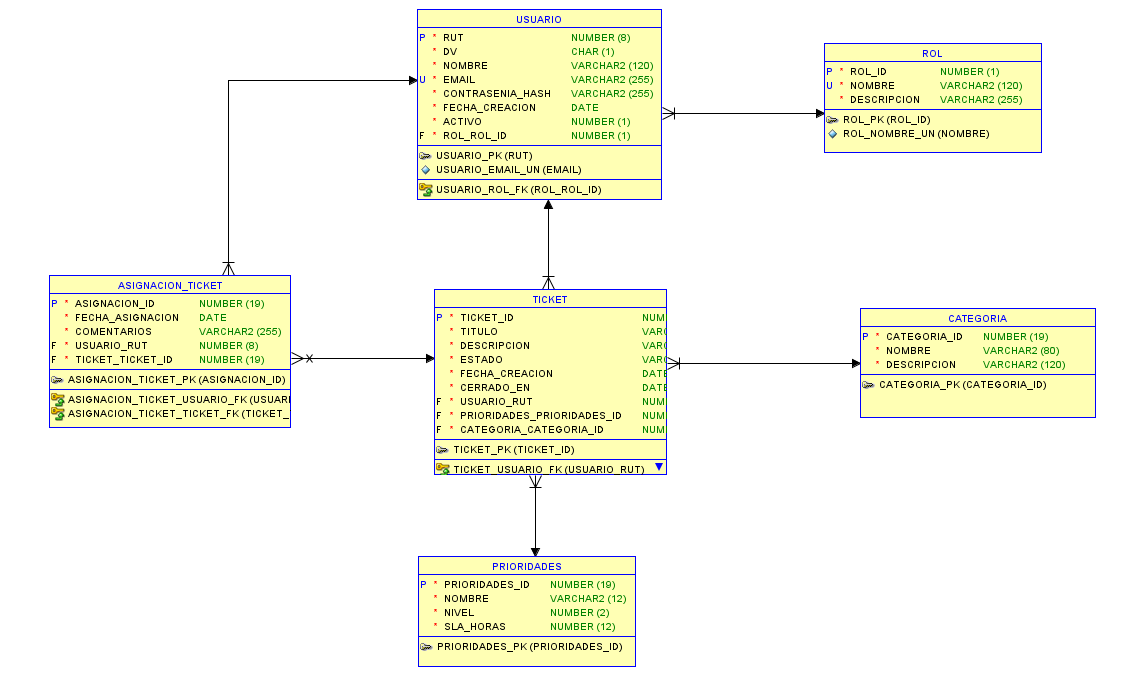 USUARIO
P * RUT NUMBER (8)
* DV CHAR (1)
* NOMBRE VARCHAR2 (120)
U * EMAIL VARCHAR2 (255)
* CONTRASENIA_HASH VARCHAR2 (255)
* FECHA_CREACION DATE
* ACTIVO NUMBER (1)
F * ROL_ROL_ID NUMBER (1)
USUARIO_PK (RUT)
USUARIO_EMAIL_UN (EMAIL)
USUARIO_ROL_FK (ROL_ROL_ID)
ROL
P * ROL_ID NUMBER (1)
U * NOMBRE VARCHAR2 (120)
* DESCRIPCION VARCHAR2 (255)
ROL_PK (ROL_ID)
ROL_NOMBRE_UN (NOMBRE)
ASIGNACION_TICKET
P * ASIGNACION_ID NUMBER (19)
* FECHA_ASIGNACION DATE
* COMENTARIOS VARCHAR2 (255)
F * USUARIO_RUT NUMBER (8)
F * TICKET_TICKET_ID NUMBER (19)
ASIGNACION_TICKET_PK (ASIGNACION_ID)
ASIGNACION_TICKET_USUARIO_FK (USUARI
ASIGNACION_TICKET_TICKET_FK (TICKET_
TICKET
P * TICKET_ID NUM
* TITULO VARC
* DESCRIPCION VARC
* ESTADO VARC
* FECHA_CREACION DATE
* CERRADO_EN DATE
F * USUARIO_RUT NUM
F * PRIORIDADES_PRIORIDADES_ID NUM
F * CATEGORIA_CATEGORIA_ID NUM
TICKET_PK (TICKET_ID)
TICKET_USUARIO_FK (USUARIO_RUT)
CATEGORIA
P * CATEGORIA_ID NUMBER (19)
* NOMBRE VARCHAR2 (80)
* DESCRIPCION VARCHAR2 (120)
CATEGORIA_PK (CATEGORIA_ID)
PRIORIDADES
P * PRIORIDADES_ID NUMBER (19)
* NOMBRE VARCHAR2 (12)
* NIVEL NUMBER (2)
* SLA_HORAS NUMBER (12)
PRIORIDADES_PK (PRIORIDADES_ID)